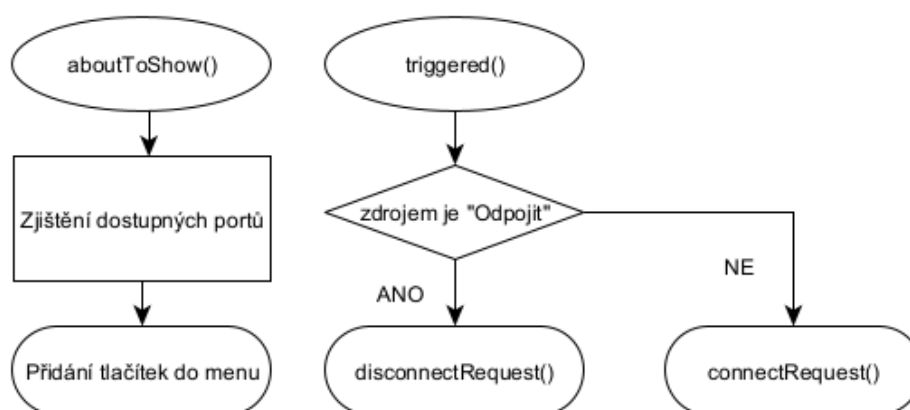 aboutToShow()
triggered()
Zjištění dostupných portů
zdrojem je "Odpojit"
NE
ANO
Přidání tlačítek do menu
disconnectRequest()
connectRequest()